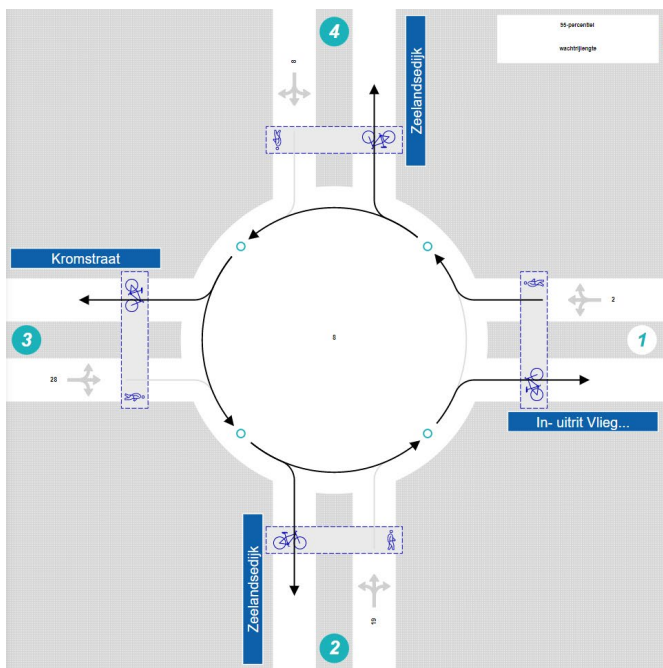 4
95-percentiel
wachtrijlengte
8
Zeelandsedijk
Kromstraat
2
3
8
1
28
In- uitrit Vlieg...
Zeelandsedijk
19
2